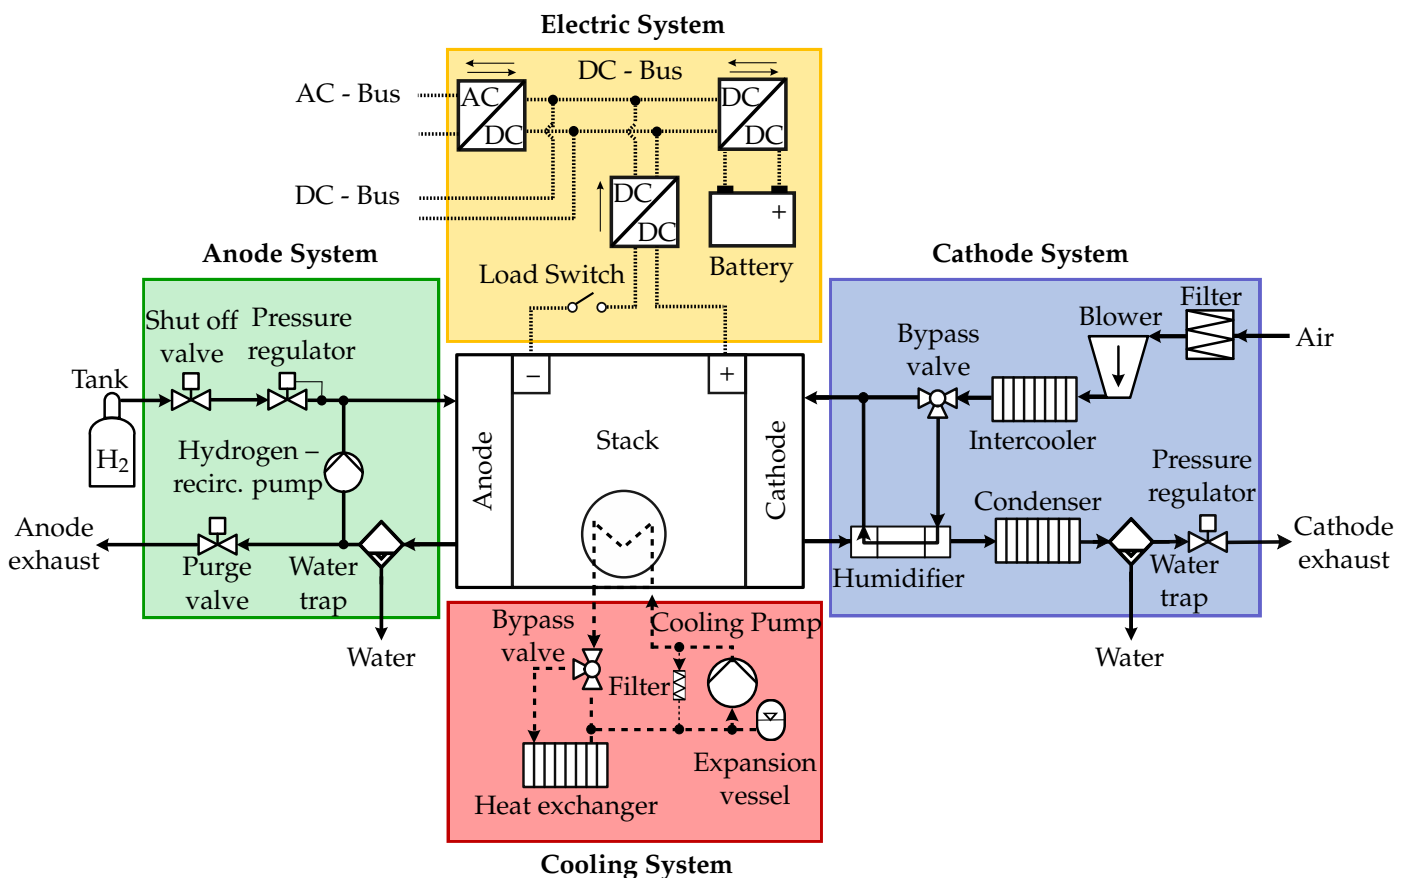 Electric System
AC - Bus
DC - Bus
AC
DC
DC
DC
DC - Bus
DC
DC
+
Battery
Load Switch
Anode System
Shut off
valve
Pressure
regulator
Tank
H2
Hydrogen –
recirc. pump
Anode
exhaust
Purge
valve
Water
trap
Water
Anode
–
Stack
+
Cathode
Cathode System
Filter
Blower
Air
Bypass
valve
Intercooler
Pressure
regulator
Condenser
Humidifier
Water
trap
Cathode
exhaust
Water
Bypass
valve
Cooling Pump
Filter
Expansion
vessel
Heat exchanger
Cooling System